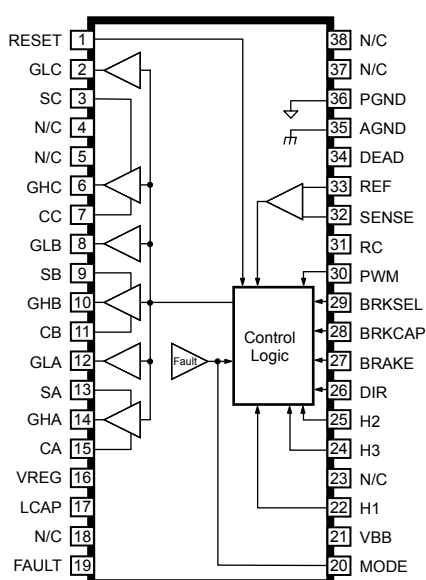 RESET 1
GLC 2
SC 3
N/C 4
N/C 5
GHC 6
CC 7
GLB 8
SB 9
GHB 10
CB 11
GLA 12
SA 13
GHA 14
CA 15
VREG 16
LCAP 17
N/C 18
FAULT 19
Fault
Control
Logic
38 N/C
37 N/C
36 PGND
35 AGND
34 DEAD
33 REF
32 SENSE
31 RC
30 PWM
29 BRKSEL
28 BRKCAP
27 BRAKE
26 DIR
25 H2
24 H3
23 N/C
22 H1
21 VBB
20 MODE